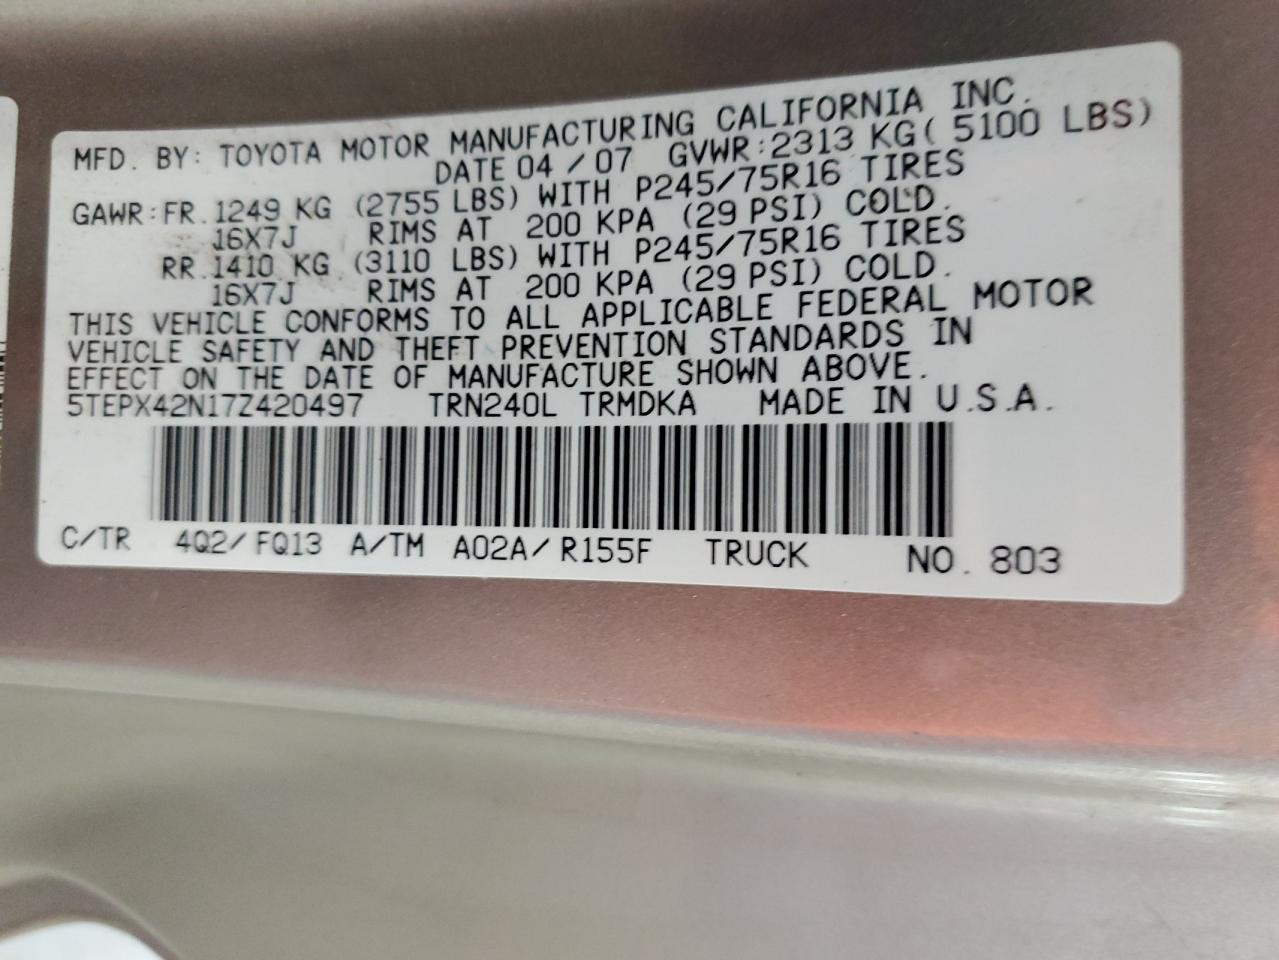 MFD. BY: TOYOTA MOTOR MANUFACTURING CALIFORNIA INC.
DATE 04 / 07 GVWR: 2313 KG ( 5100 LBS)
GAWR: FR. 1249 KG (2755 LBS) WITH P245/75R16 TIRES
16X7J RIMS AT 200 KPA (29 PSI) COLD.
RR. 1410 KG (3110 LBS) WITH P245/75R16 TIRES
16X7J RIMS AT 200 KPA (29 PSI) COLD.
THIS VEHICLE CONFORMS TO ALL APPLICABLE FEDERAL MOTOR
VEHICLE SAFETY AND THEFT PREVENTION STANDARDS IN
EFFECT ON THE DATE OF MANUFACTURE SHOWN ABOVE.
5TEPX42N17Z420497 TRN240L TRMDKA MADE IN U.S.A.
C/TR 4Q2/ FQ13 A/TM A02A/ R155F TRUCK NO. 803